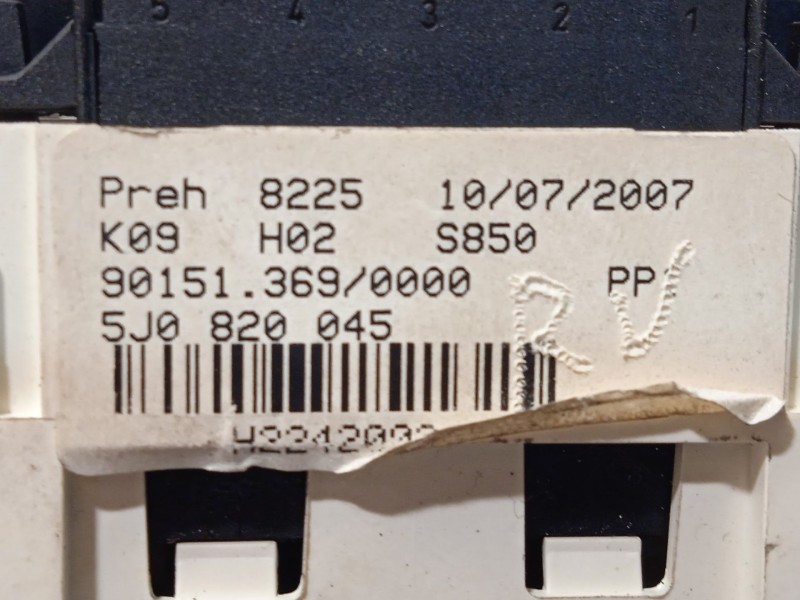 5 4 3 2 1
Preh 8225 10/07/2007
K09 H02 S850
90151.369/0000 PP
5J0 820 045
RV